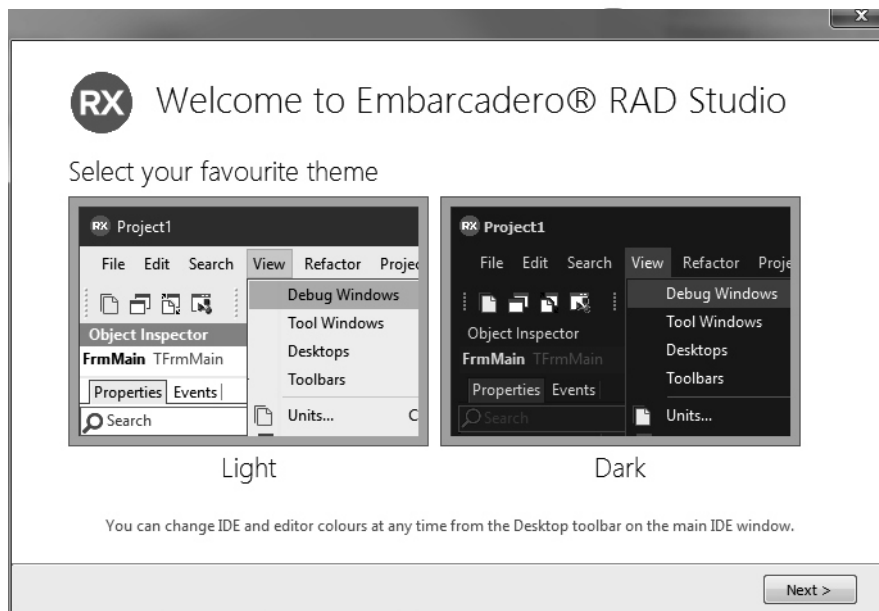 X
RX Welcome to Embarcadero® RAD Studio
Select your favourite theme
RX Project1
File Edit Search View Refactor Projec
Debug Windows
Tool Windows
Object Inspector
Desktops
FrmMain TFrmMain
Toolbars
Properties Events
Search
Units... C
Light
RX Project1
File Edit Search View Refactor Proje
Debug Windows
Tool Windows
Object Inspector
Desktops
FrmMain TFrmMain
Toolbars
Properties Events
Search
Units...
Dark
You can change IDE and editor colours at any time from the Desktop toolbar on the main IDE window.
Next >